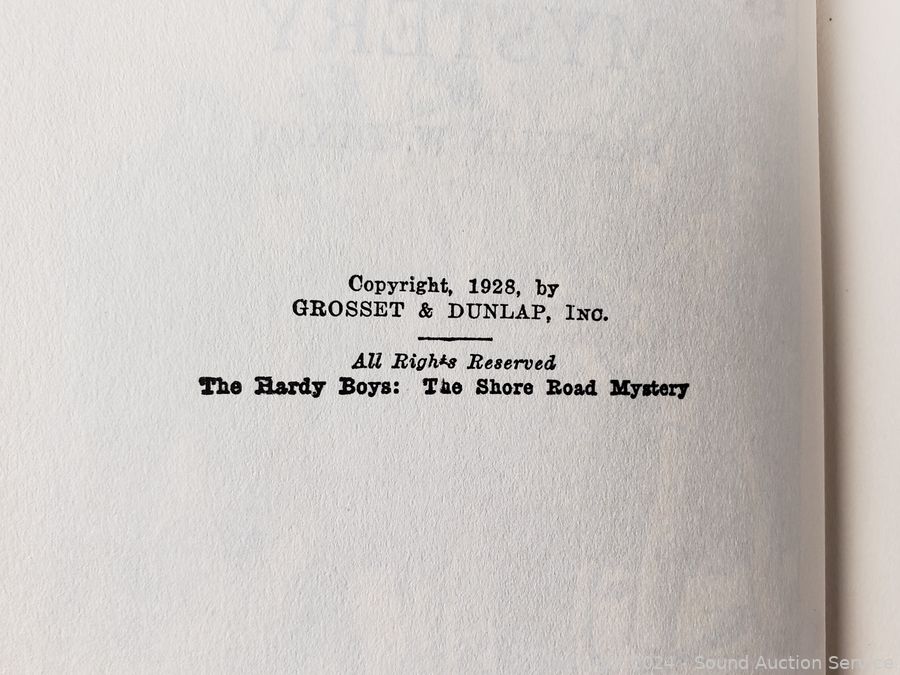 Copyright, 1928, by
GROSSET & DUNLAP, Inc.
All Rights Reserved
The Hardy Boys: The Shore Road Mystery
2024 - Sound Auction Service